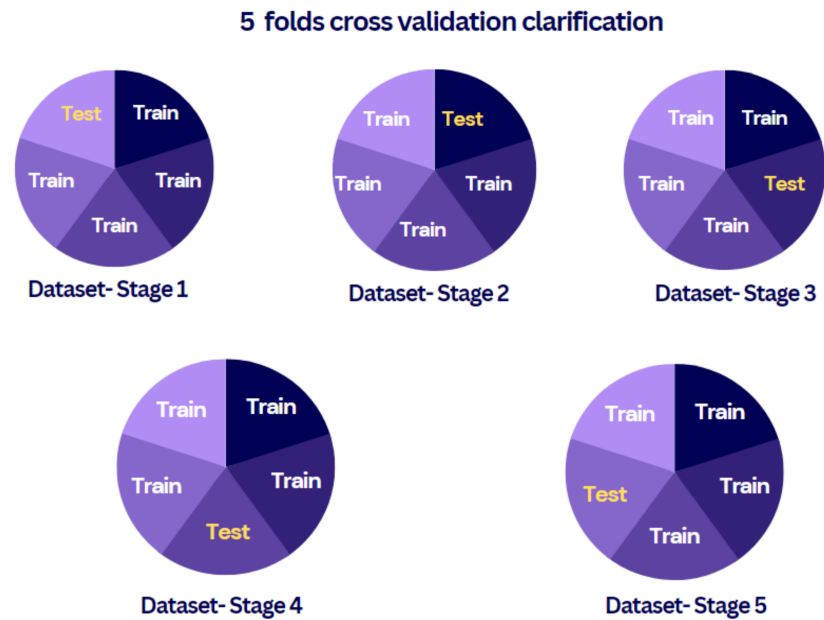 5 folds cross validation clarification
Test Train
Train Train
Train
Dataset- Stage 1
Train Test
Train Train
Train
Dataset- Stage 2
Train Train
Train Test
Train
Dataset- Stage 3
Train Train
Train Train
Test
Dataset- Stage 4
Train Train
Test Train
Train
Dataset- Stage 5